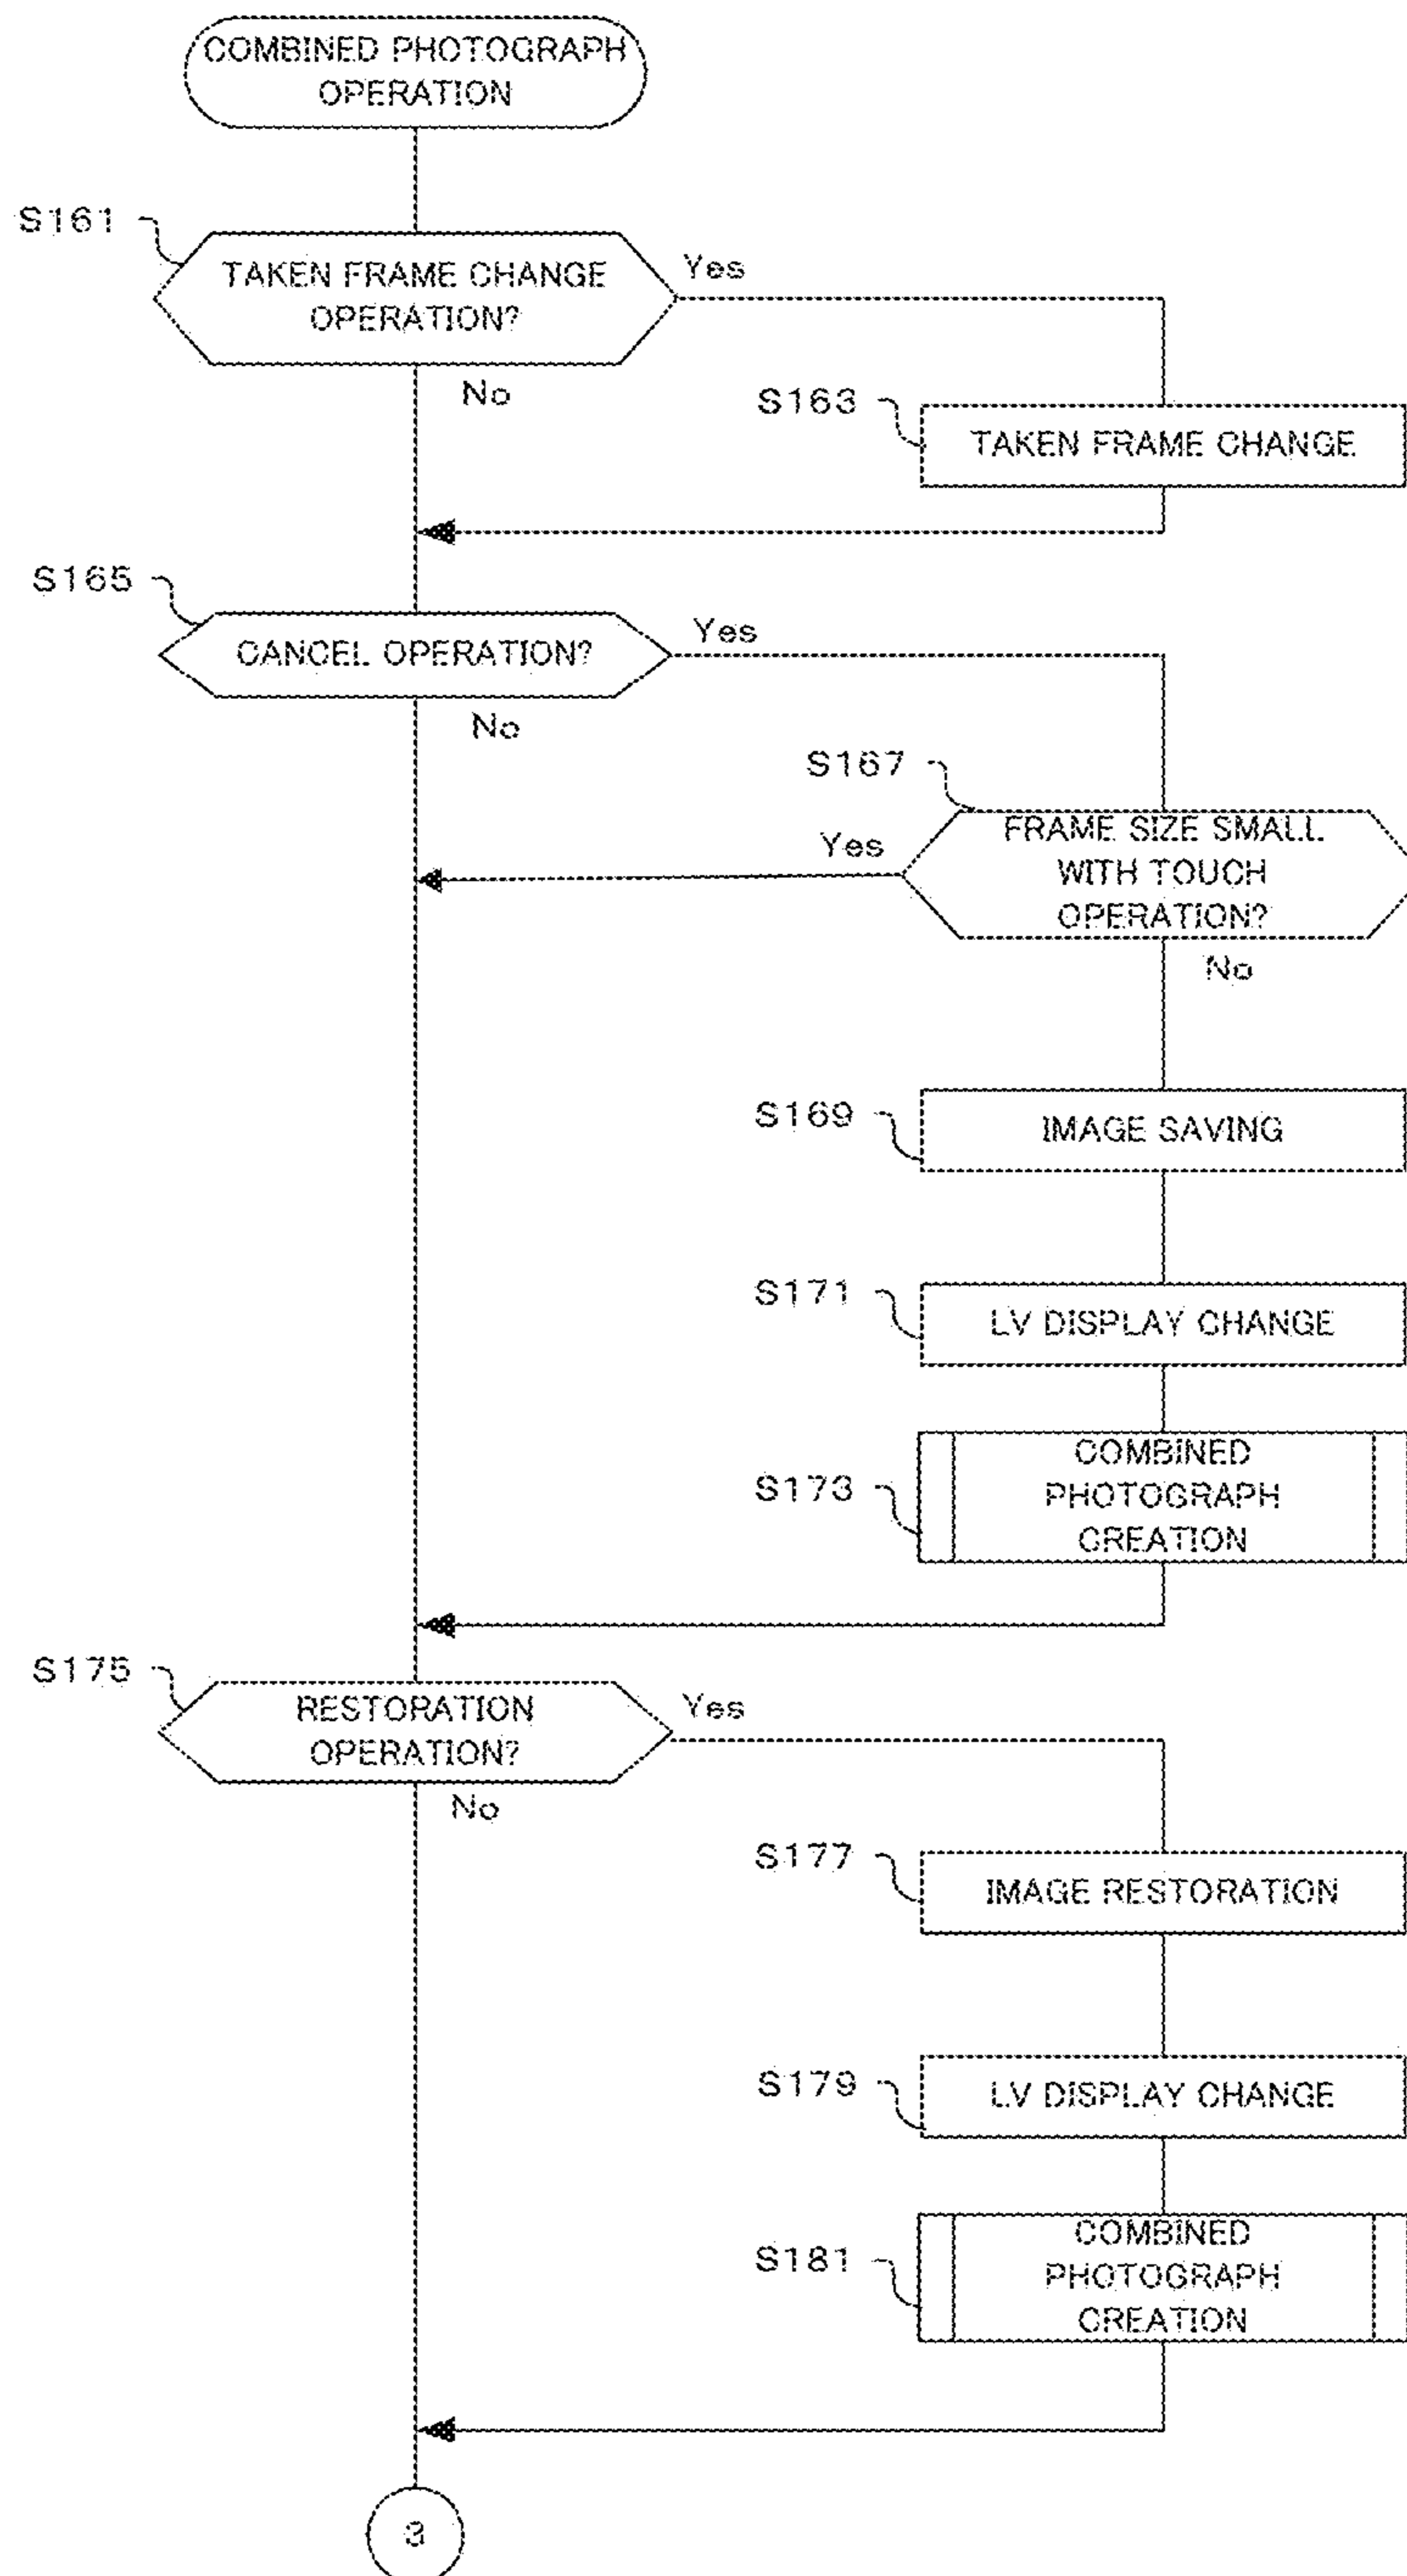 COMBINED PHOTOGRAPH
OPERATION
S161
TAKEN FRAME CHANGE
OPERATION?
Yes
No
S163
TAKEN FRAME CHANGE
S165
CANCEL OPERATION?
Yes
No
S167
FRAME SIZE SMALL
WITH TOUCH
OPERATION?
Yes
No
S169
IMAGE SAVING
S171
LV DISPLAY CHANGE
S173
COMBINED
PHOTOGRAPH
CREATION
S175
RESTORATION
OPERATION?
Yes
No
S177
IMAGE RESTORATION
S179
LV DISPLAY CHANGE
S181
COMBINED
PHOTOGRAPH
CREATION
3